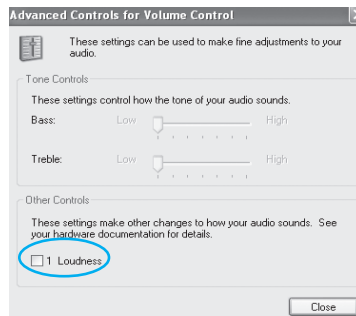 Advanced Controls for Volume Control
These settings can be used to make fine adjustments to your
audio.
Tone Controls
These settings control how the tone of your audio sounds.
Bass: Low High
Treble: Low High
Other Controls
These settings make other changes to how your audio sounds. See
your hardware documentation for details.
1 Loudness
Close